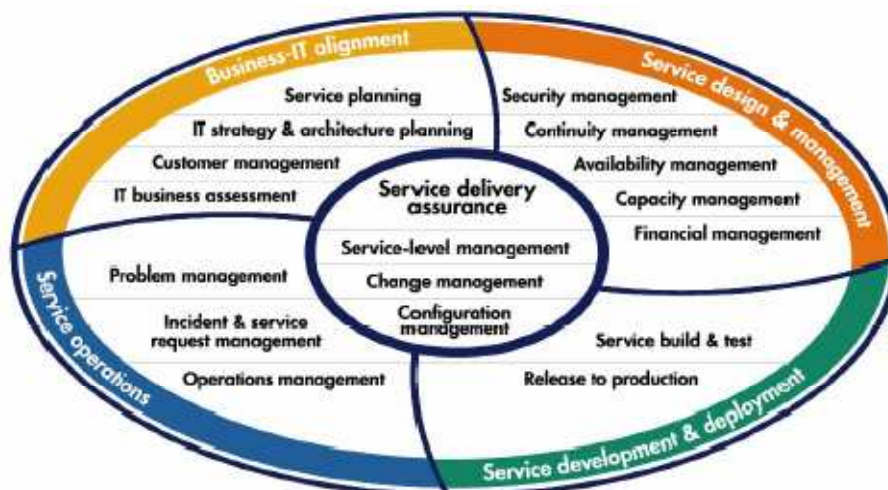 Business-IT alignment
Service planning
IT strategy & architecture planning
Customer management
IT business assessment
Service design & management
Security management
Continuity management
Availability management
Capacity management
Financial management
Service delivery
assurance
Service-level management
Change management
Configuration
management
Service operations
Problem management
Incident & service
request management
Operations management
Service development & deployment
Service build & test
Release to production